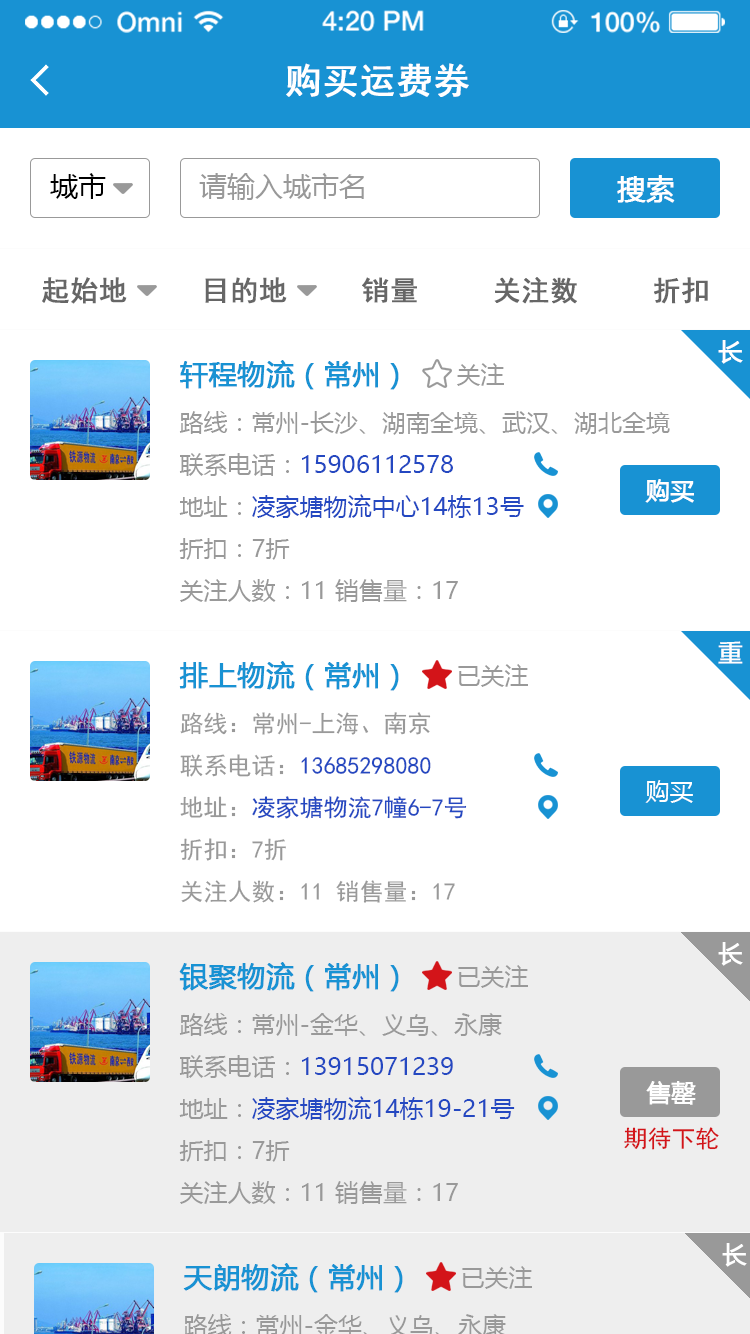 Omni 4:20 PM 100%
购买运费券
城市 请输入城市名 搜索
起始地 目的地 销量 关注数 折扣
长
轩程物流（常州） 关注
路线：常州-长沙、湖南全境、武汉、湖北全境
联系电话：15906112578
地址：凌家塘物流中心14栋13号
购买
折扣：7折
关注人数：11 销售量：17
重
排上物流（常州） 已关注
路线：常州-上海、南京
联系电话：13685298080
地址：凌家塘物流7幢6-7号
购买
折扣：7折
关注人数：11 销售量：17
长
银聚物流（常州） 已关注
路线：常州-金华、义乌、永康
联系电话：13915071239
地址：凌家塘物流14栋19-21号
售罄
期待下轮
折扣：7折
关注人数：11 销售量：17
长
天朗物流（常州） 已关注
路线：常州-金华、义乌、永康